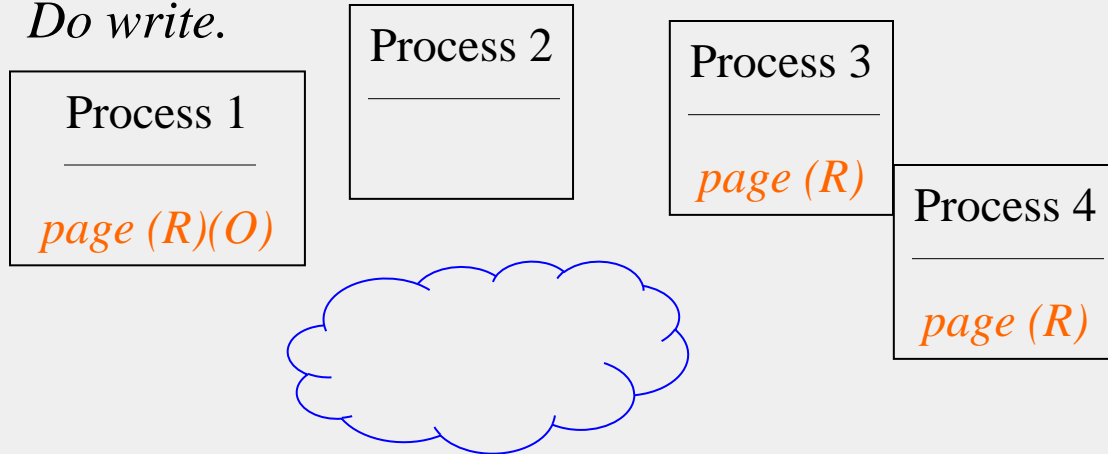 Do write.
Process 1
page (R)(O)
Process 2
Process 3
page (R)
Process 4
page (R)